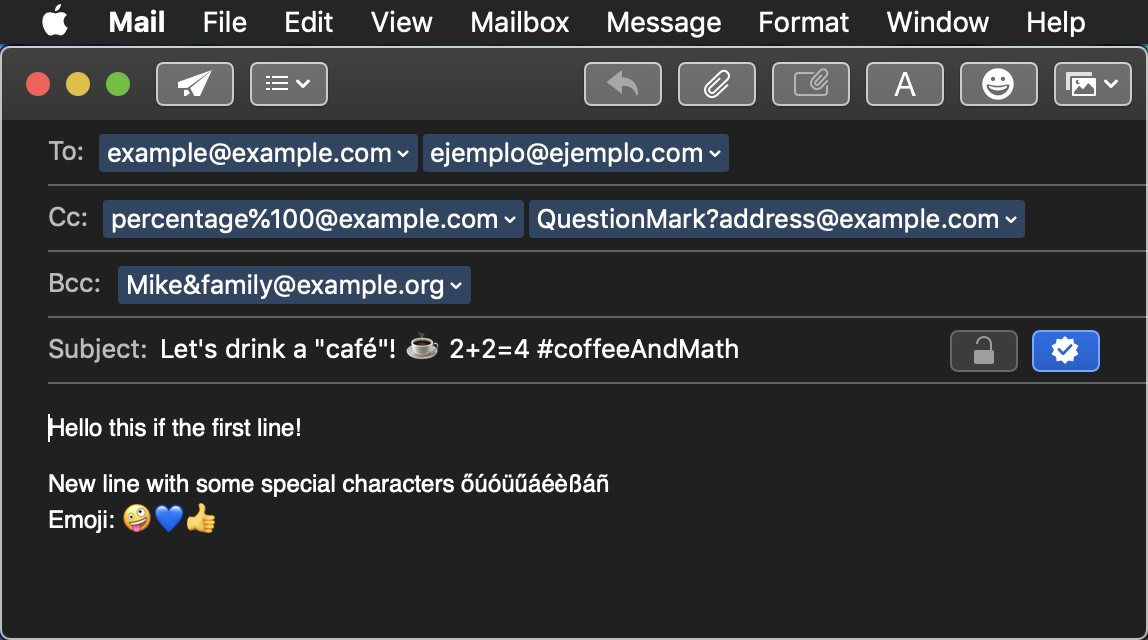 Mail File Edit View Mailbox Message Format Window Help
A
To: example@example.com ejemplo@ejemplo.com
Cc: percentage%100@example.com QuestionMark?address@example.com
Bcc: Mike&family@example.org
Subject: Let's drink a "café"! ☕ 2+2=4 #coffeeAndMath
Hello this if the first line!
New line with some special characters őúóüűáéèßáñ
Emoji: 🤪💙👍